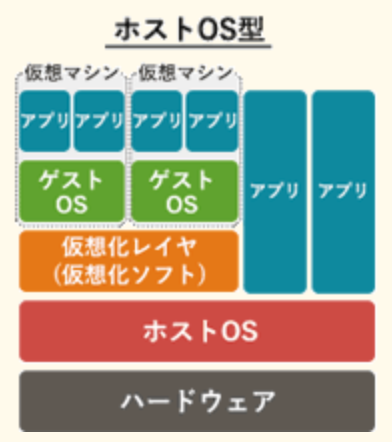 ホストOS型
仮想マシン 仮想マシン
アプリ アプリ アプリ アプリ
ゲスト
OS
ゲスト
OS
アプリ アプリ
仮想化レイヤ
（仮想化ソフト）
ホストOS
ハードウェア